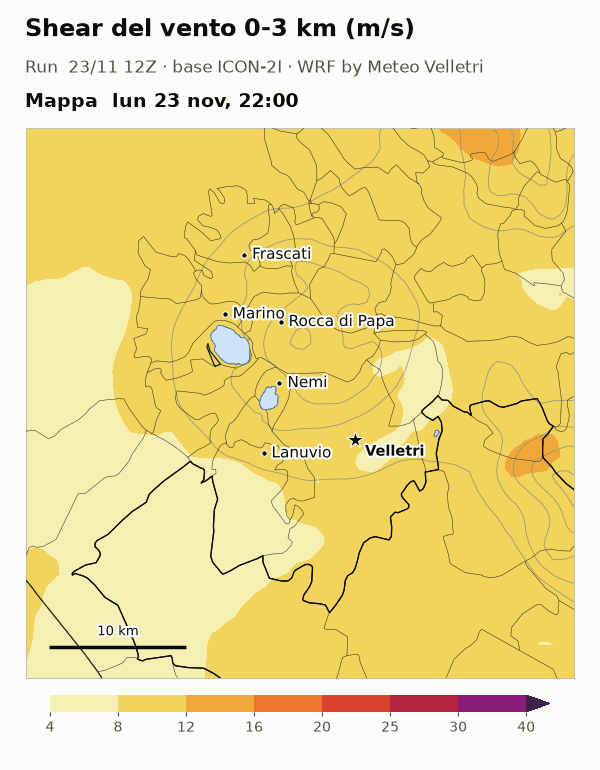 Shear del vento 0-3 km (m/s)
Run  23/11 12Z · base ICON-2I · WRF by Meteo Velletri
Mappa  lun 23 nov, 22:00
Frascati
Marino
Rocca di Papa
Nemi
Velletri
Lanuvio
10 km
4 8 12 16 20 25 30 40